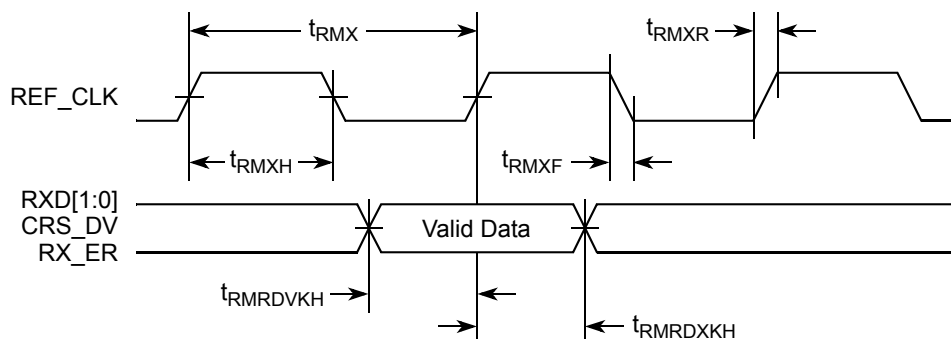 tRMX
tRMXR
REF_CLK
tRMXH
tRMXF
RXD[1:0]
CRS_DV
Valid Data
RX_ER
tRMRDVKH
tRMRDXKH